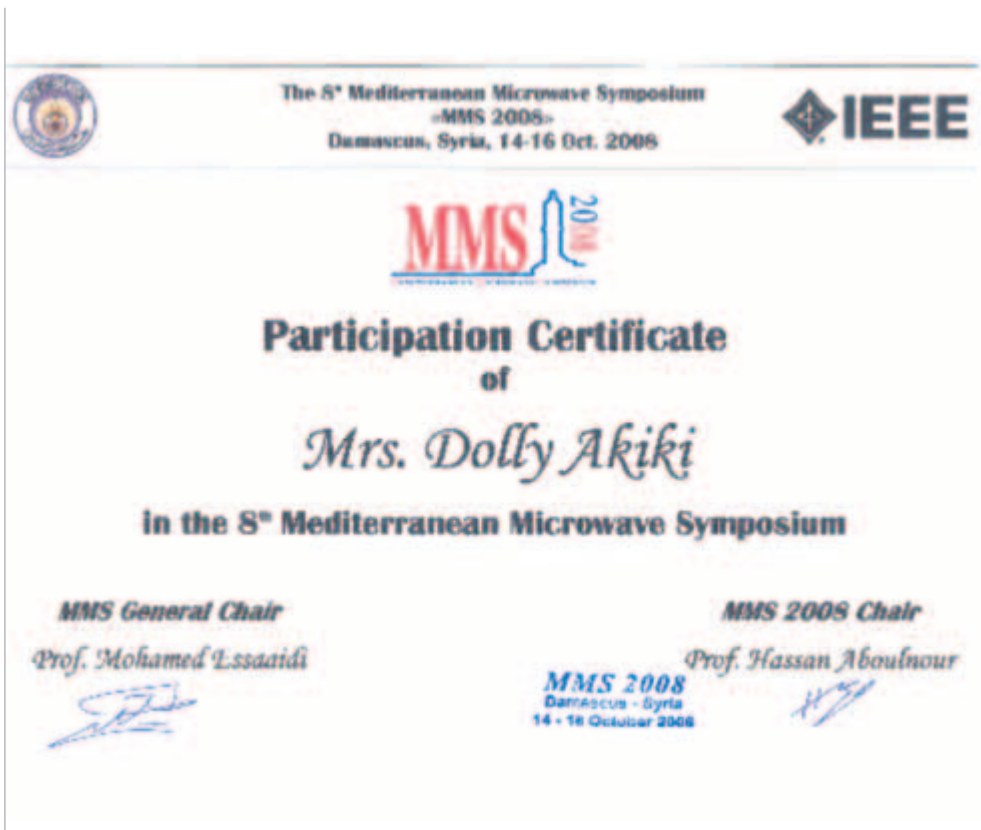 The 8th Mediterranean Microwave Symposium
«MMS 2008»
Damascus, Syria, 14-16 Oct. 2008
IEEE
MMS 2008
Participation Certificate
of
Mrs. Dolly Akiki
in the 8th Mediterranean Microwave Symposium
MMS General Chair
Prof. Mohamed Essaaidi
MMS 2008 Chair
Prof. Hassan Aboulnour
MMS 2008
Damascus - Syria
14 - 16 October 2008